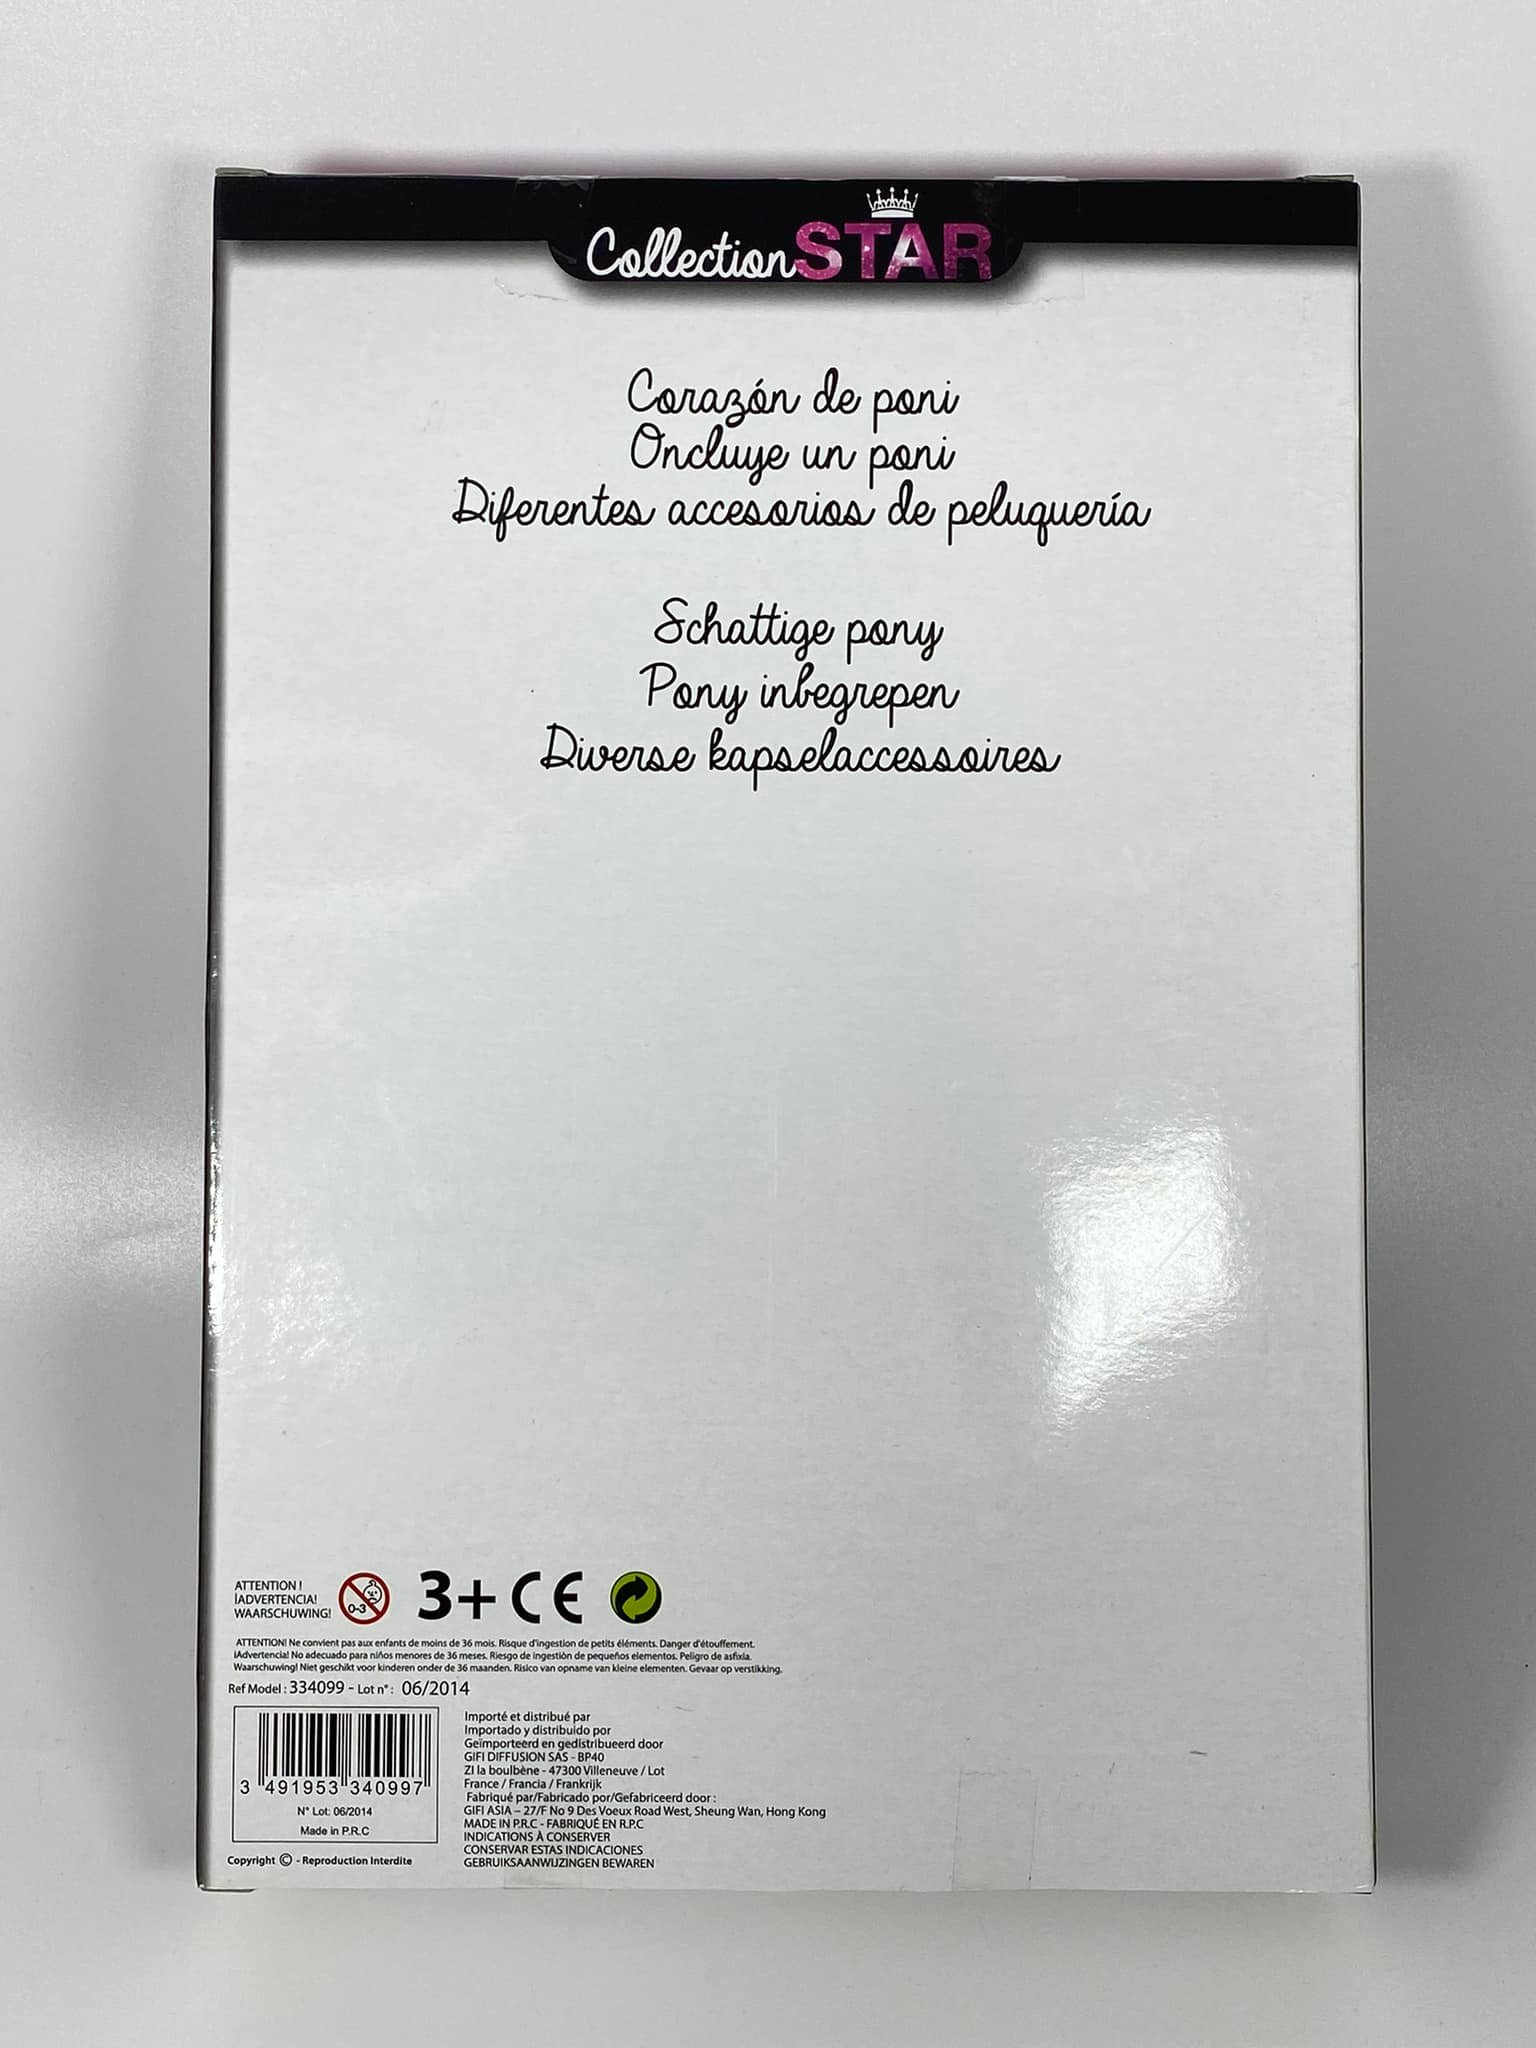 Collection STAR
Corazón de poni
Oncluye un poni
Diferentes accesorios de peluquería
Schattige pony
Pony inbegrepen
Diverse kapselaccessoires
ATTENTION !
¡ADVERTENCIA!
WAARSCHUWING!
0-3
3+ CE
ATTENTION! Ne convient pas aux enfants de moins de 36 mois. Risque d'ingestion de petits éléments. Danger d'étouffement.
¡Advertencia! No adecuado para niños menores de 36 meses. Riesgo de ingestiòn de pequeños elementos. Peligro de asfixia.
Waarschuwing! Niet geschikt voor kinderen onder de 36 maanden. Risico van opname van kleine elementen. Gevaar op verstikking.
Ref Model : 334099 - Lot n° : 06/2014
3 491953 340997
N° Lot: 06/2014
Made in P.R.C
Copyright © - Reproduction Interdite
Importé et distribué par
Importado y distribuido por
Geïmporteerd en gedistribueerd door
GIFI DIFFUSION SAS - BP40
ZI la boulbène - 47300 Villeneuve / Lot
France / Francia / Frankrijk
Fabriqué par/Fabricado por/Gefabriceerd door :
GIFI ASIA – 27/F No 9 Des Voeux Road West, Sheung Wan, Hong Kong
MADE IN P.R.C - FABRIQUÉ EN R.P.C
INDICATIONS À CONSERVER
CONSERVAR ESTAS INDICACIONES
GEBRUIKSAANWIJZINGEN BEWAREN